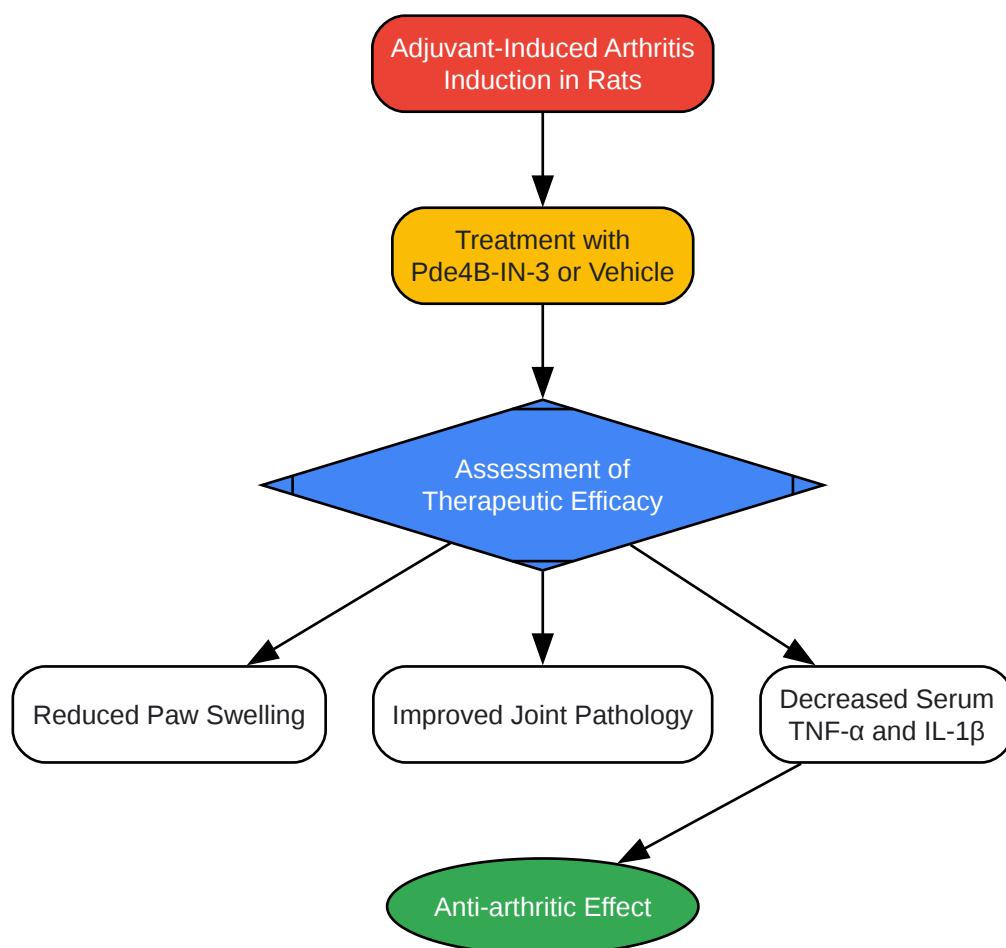 Adjuvant-Induced Arthritis
Induction in Rats
Treatment with
Pde4B-IN-3 or Vehicle
Assessment of
Therapeutic Efficacy
Reduced Paw Swelling
Improved Joint Pathology
Decreased Serum
TNF-α and IL-1β
Anti-arthritic Effect